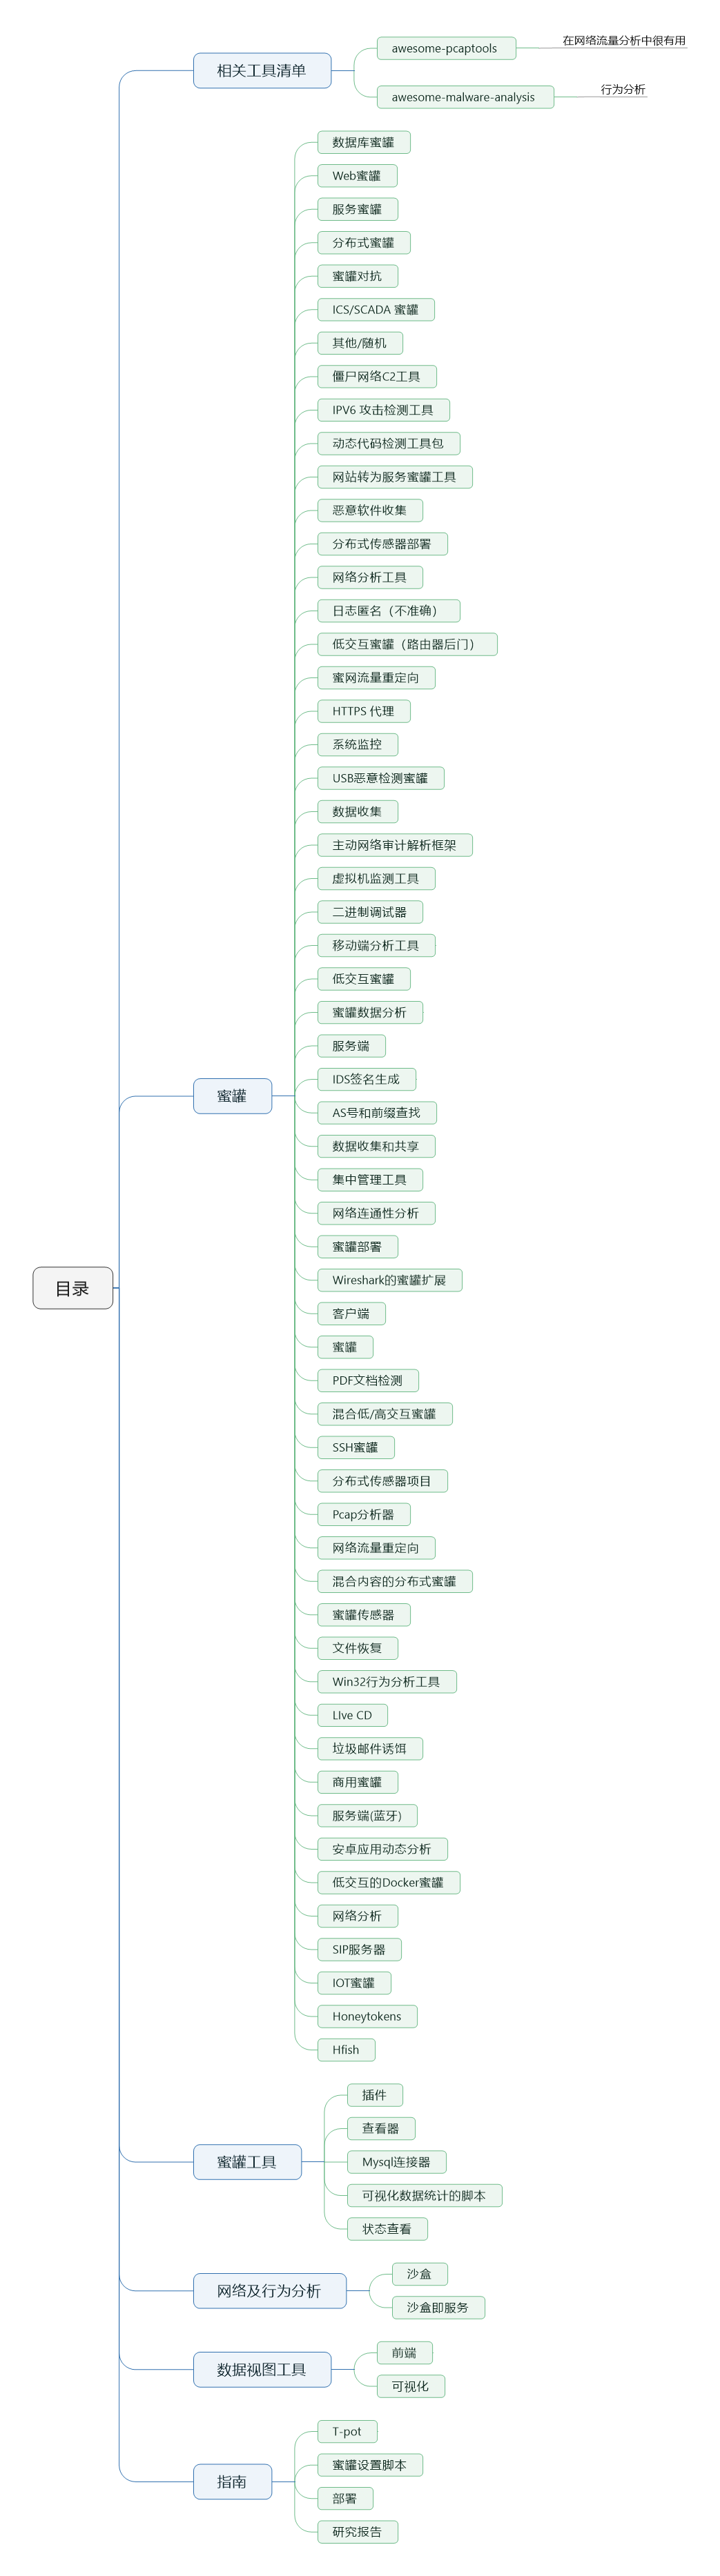 相关工具清单
awesome-pcaptools
在网络流量分析中很有用
awesome-malware-analysis
行为分析
数据库蜜罐
Web蜜罐
服务蜜罐
分布式蜜罐
蜜罐对抗
ICS/SCADA 蜜罐
其他/随机
僵尸网络C2工具
IPV6 攻击检测工具
动态代码检测工具包
网站转为服务蜜罐工具
恶意软件收集
分布式传感器部署
网络分析工具
日志匿名（不准确）
低交互蜜罐（路由器后门）
蜜网流量重定向
HTTPS 代理
系统监控
USB恶意检测蜜罐
数据收集
主动网络审计解析框架
虚拟机监测工具
二进制调试器
移动端分析工具
低交互蜜罐
蜜罐数据分析
服务端
IDS签名生成
AS号和前缀查找
数据收集和共享
集中管理工具
网络连通性分析
蜜罐部署
Wireshark的蜜罐扩展
客户端
蜜罐
PDF文档检测
混合低/高交互蜜罐
SSH蜜罐
分布式传感器项目
Pcap分析器
网络流量重定向
混合内容的分布式蜜罐
蜜罐传感器
文件恢复
Win32行为分析工具
LIve CD
垃圾邮件诱饵
商用蜜罐
服务端(蓝牙)
安卓应用动态分析
低交互的Docker蜜罐
网络分析
SIP服务器
IOT蜜罐
Honeytokens
Hfish
蜜罐
目录
插件
查看器
蜜罐工具
Mysql连接器
可视化数据统计的脚本
状态查看
沙盒
网络及行为分析
沙盒即服务
前端
数据视图工具
可视化
T-pot
蜜罐设置脚本
指南
部署
研究报告